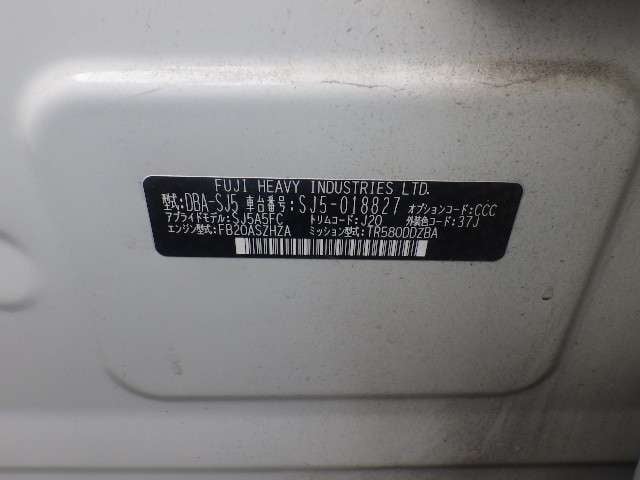 FUJI HEAVY INDUSTRIES LTD.
型式:DBA-SJ5 車台番号:SJ5-018827 オプションコード:CCC
アプライドモデル:SJ5A5FC トリムコード:J20 外装色コード:37J
エンジン型式:FB20ASZHZA ミッション型式:TR580DDZBA